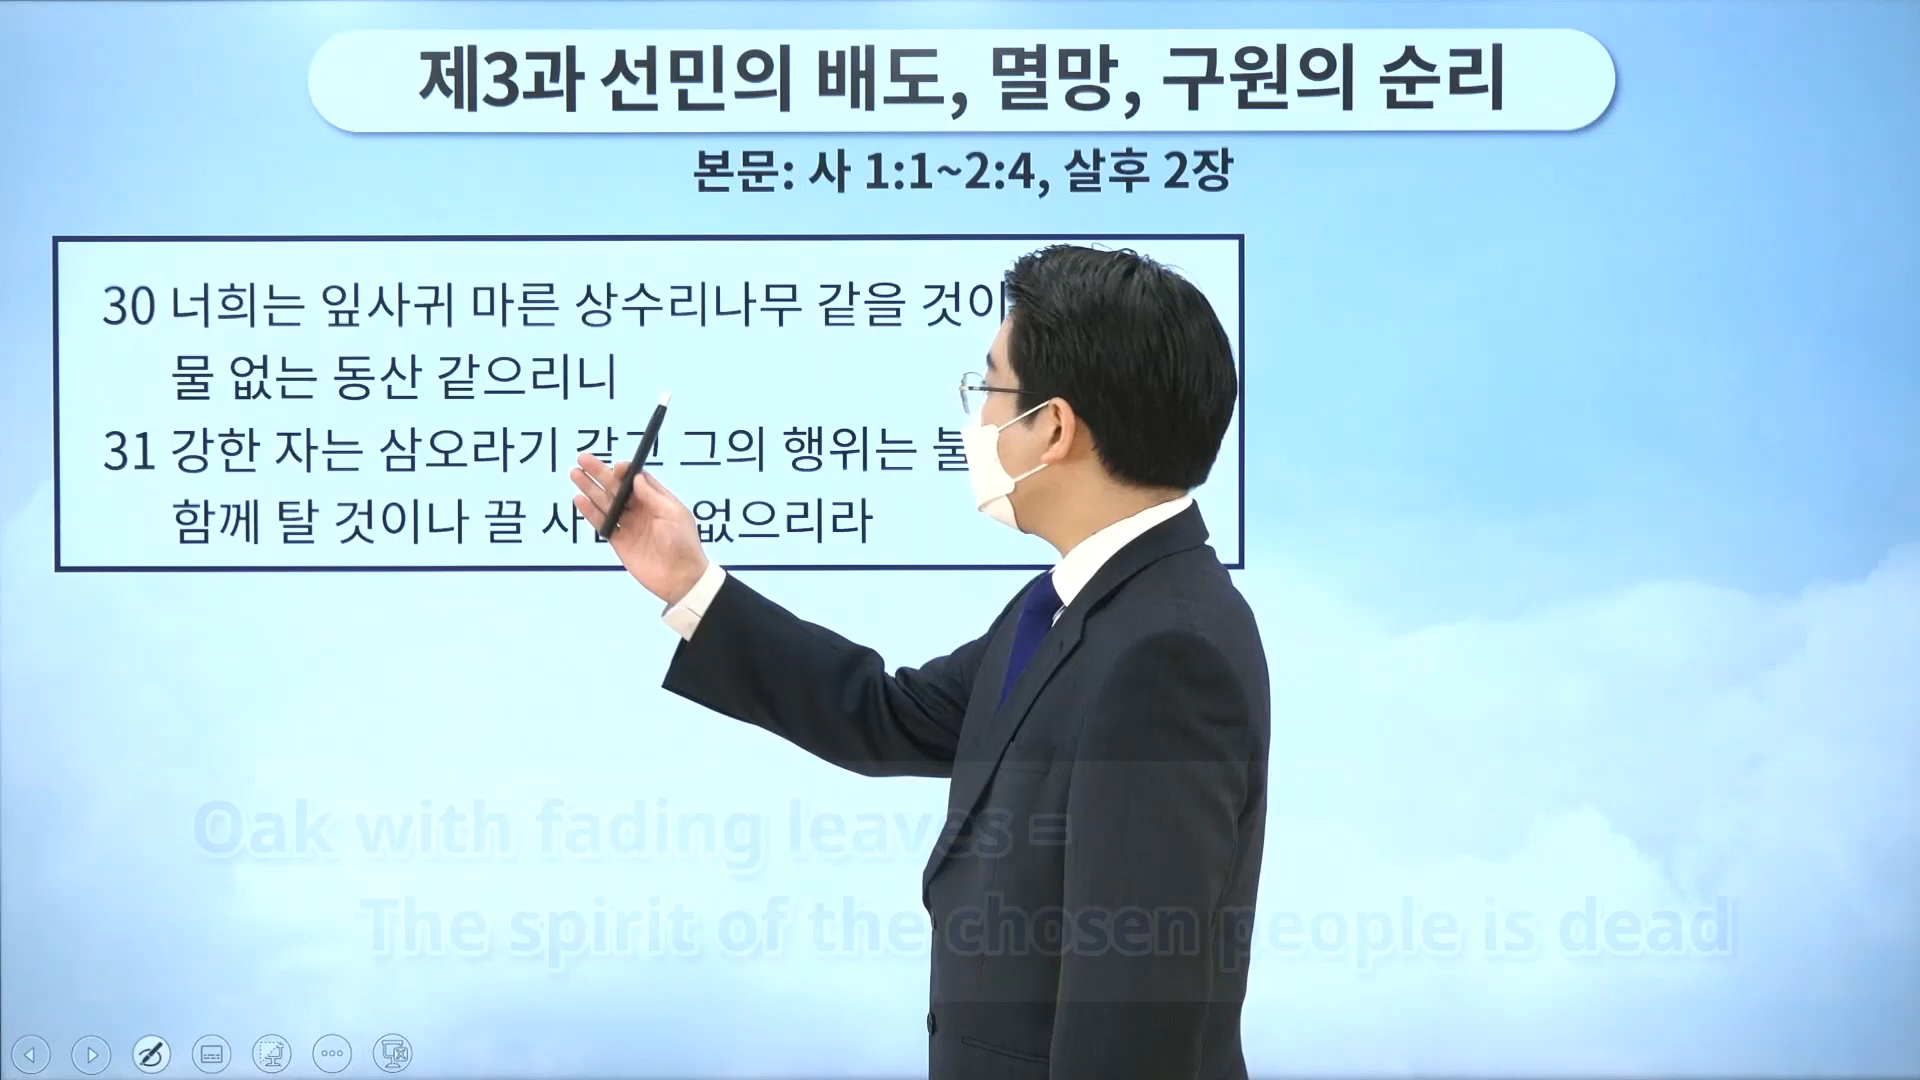 제3과 선민의 배도, 멸망, 구원의 순리
본문: 사 1:1~2:4, 살후 2장
30 너희는 잎사귀 마른 상수리나무 같을 것이
물 없는 동산 같으리니
31 강한 자는 삼오라기 같고 그의 행위는
함께 탈 것이나 끌 없으리라
Oak with fading leaves =
The spirit of the chosen people is dead